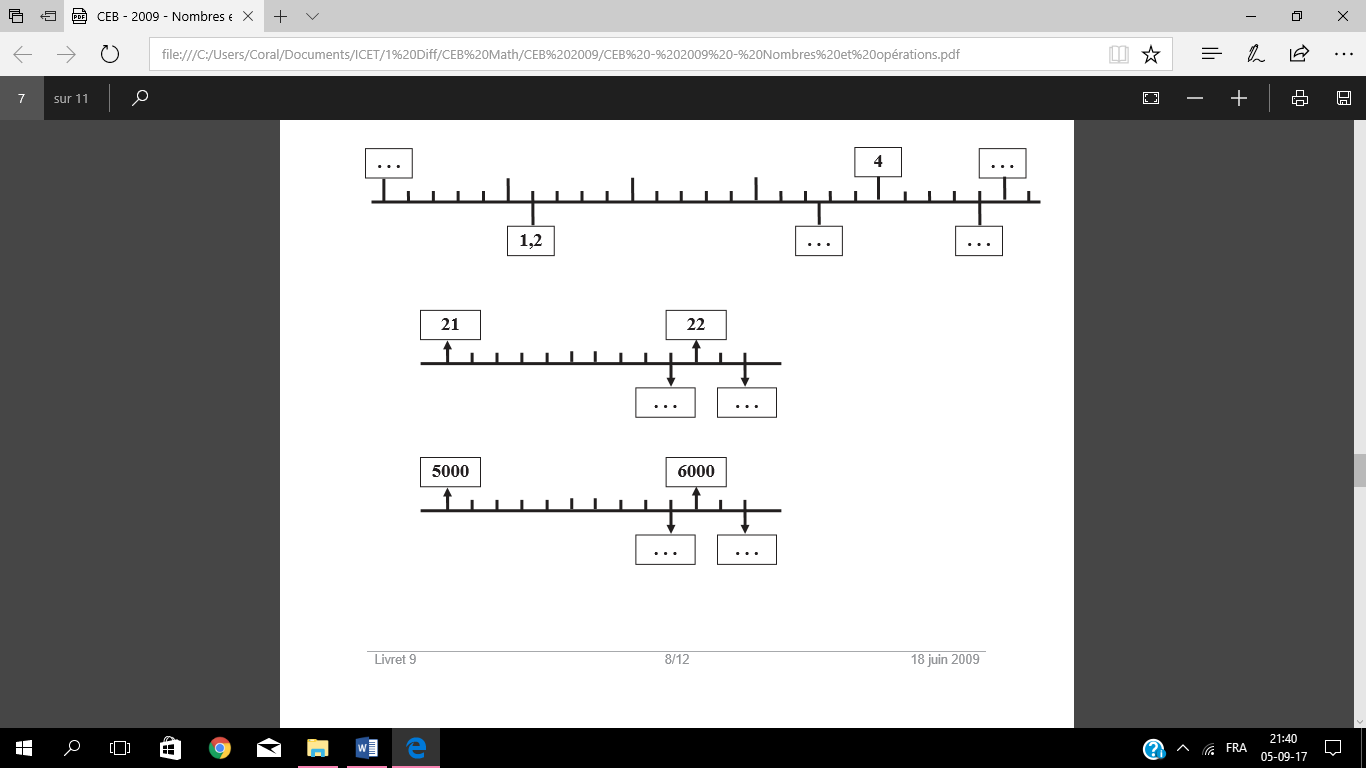 CEB - 2009 - Nombres e
file:///C:/Users/Coral/Documents/ICET/1%20Diff/CEB%20Math/CEB%202009/CEB%20-%202009%20-%20Nombres%20et%20opérations.pdf
7 sur 11
. . . 4 . . .
1,2 . . . . . .
21 22
. . . . . .
5000 6000
. . . . . .
Livret 9 8/12 18 juin 2009
FRA 21:40
05-09-17